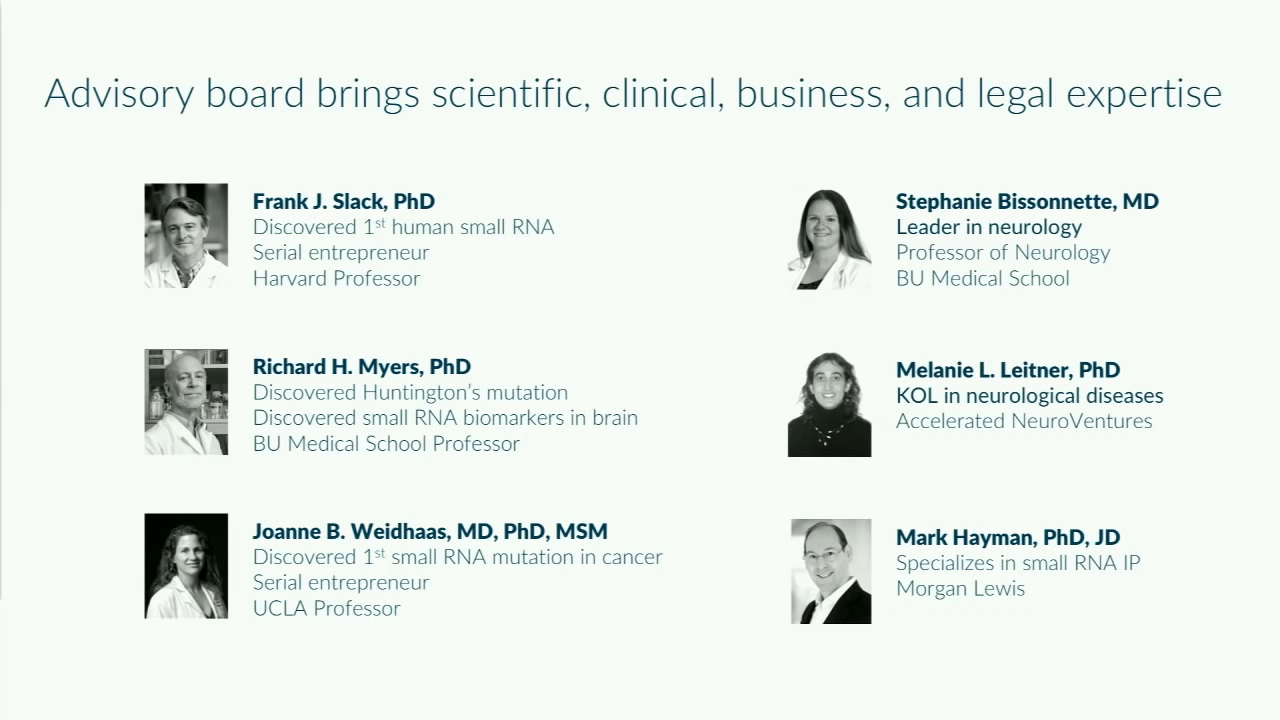 Advisory board brings scientific, clinical, business, and legal expertise
Frank J. Slack, PhD
Discovered 1st human small RNA
Serial entrepreneur
Harvard Professor
Richard H. Myers, PhD
Discovered Huntington’s mutation
Discovered small RNA biomarkers in brain
BU Medical School Professor
Joanne B. Weidhaas, MD, PhD, MSM
Discovered 1st small RNA mutation in cancer
Serial entrepreneur
UCLA Professor
Stephanie Bissonnette, MD
Leader in neurology
Professor of Neurology
BU Medical School
Melanie L. Leitner, PhD
KOL in neurological diseases
Accelerated NeuroVentures
Mark Hayman, PhD, JD
Specializes in small RNA IP
Morgan Lewis